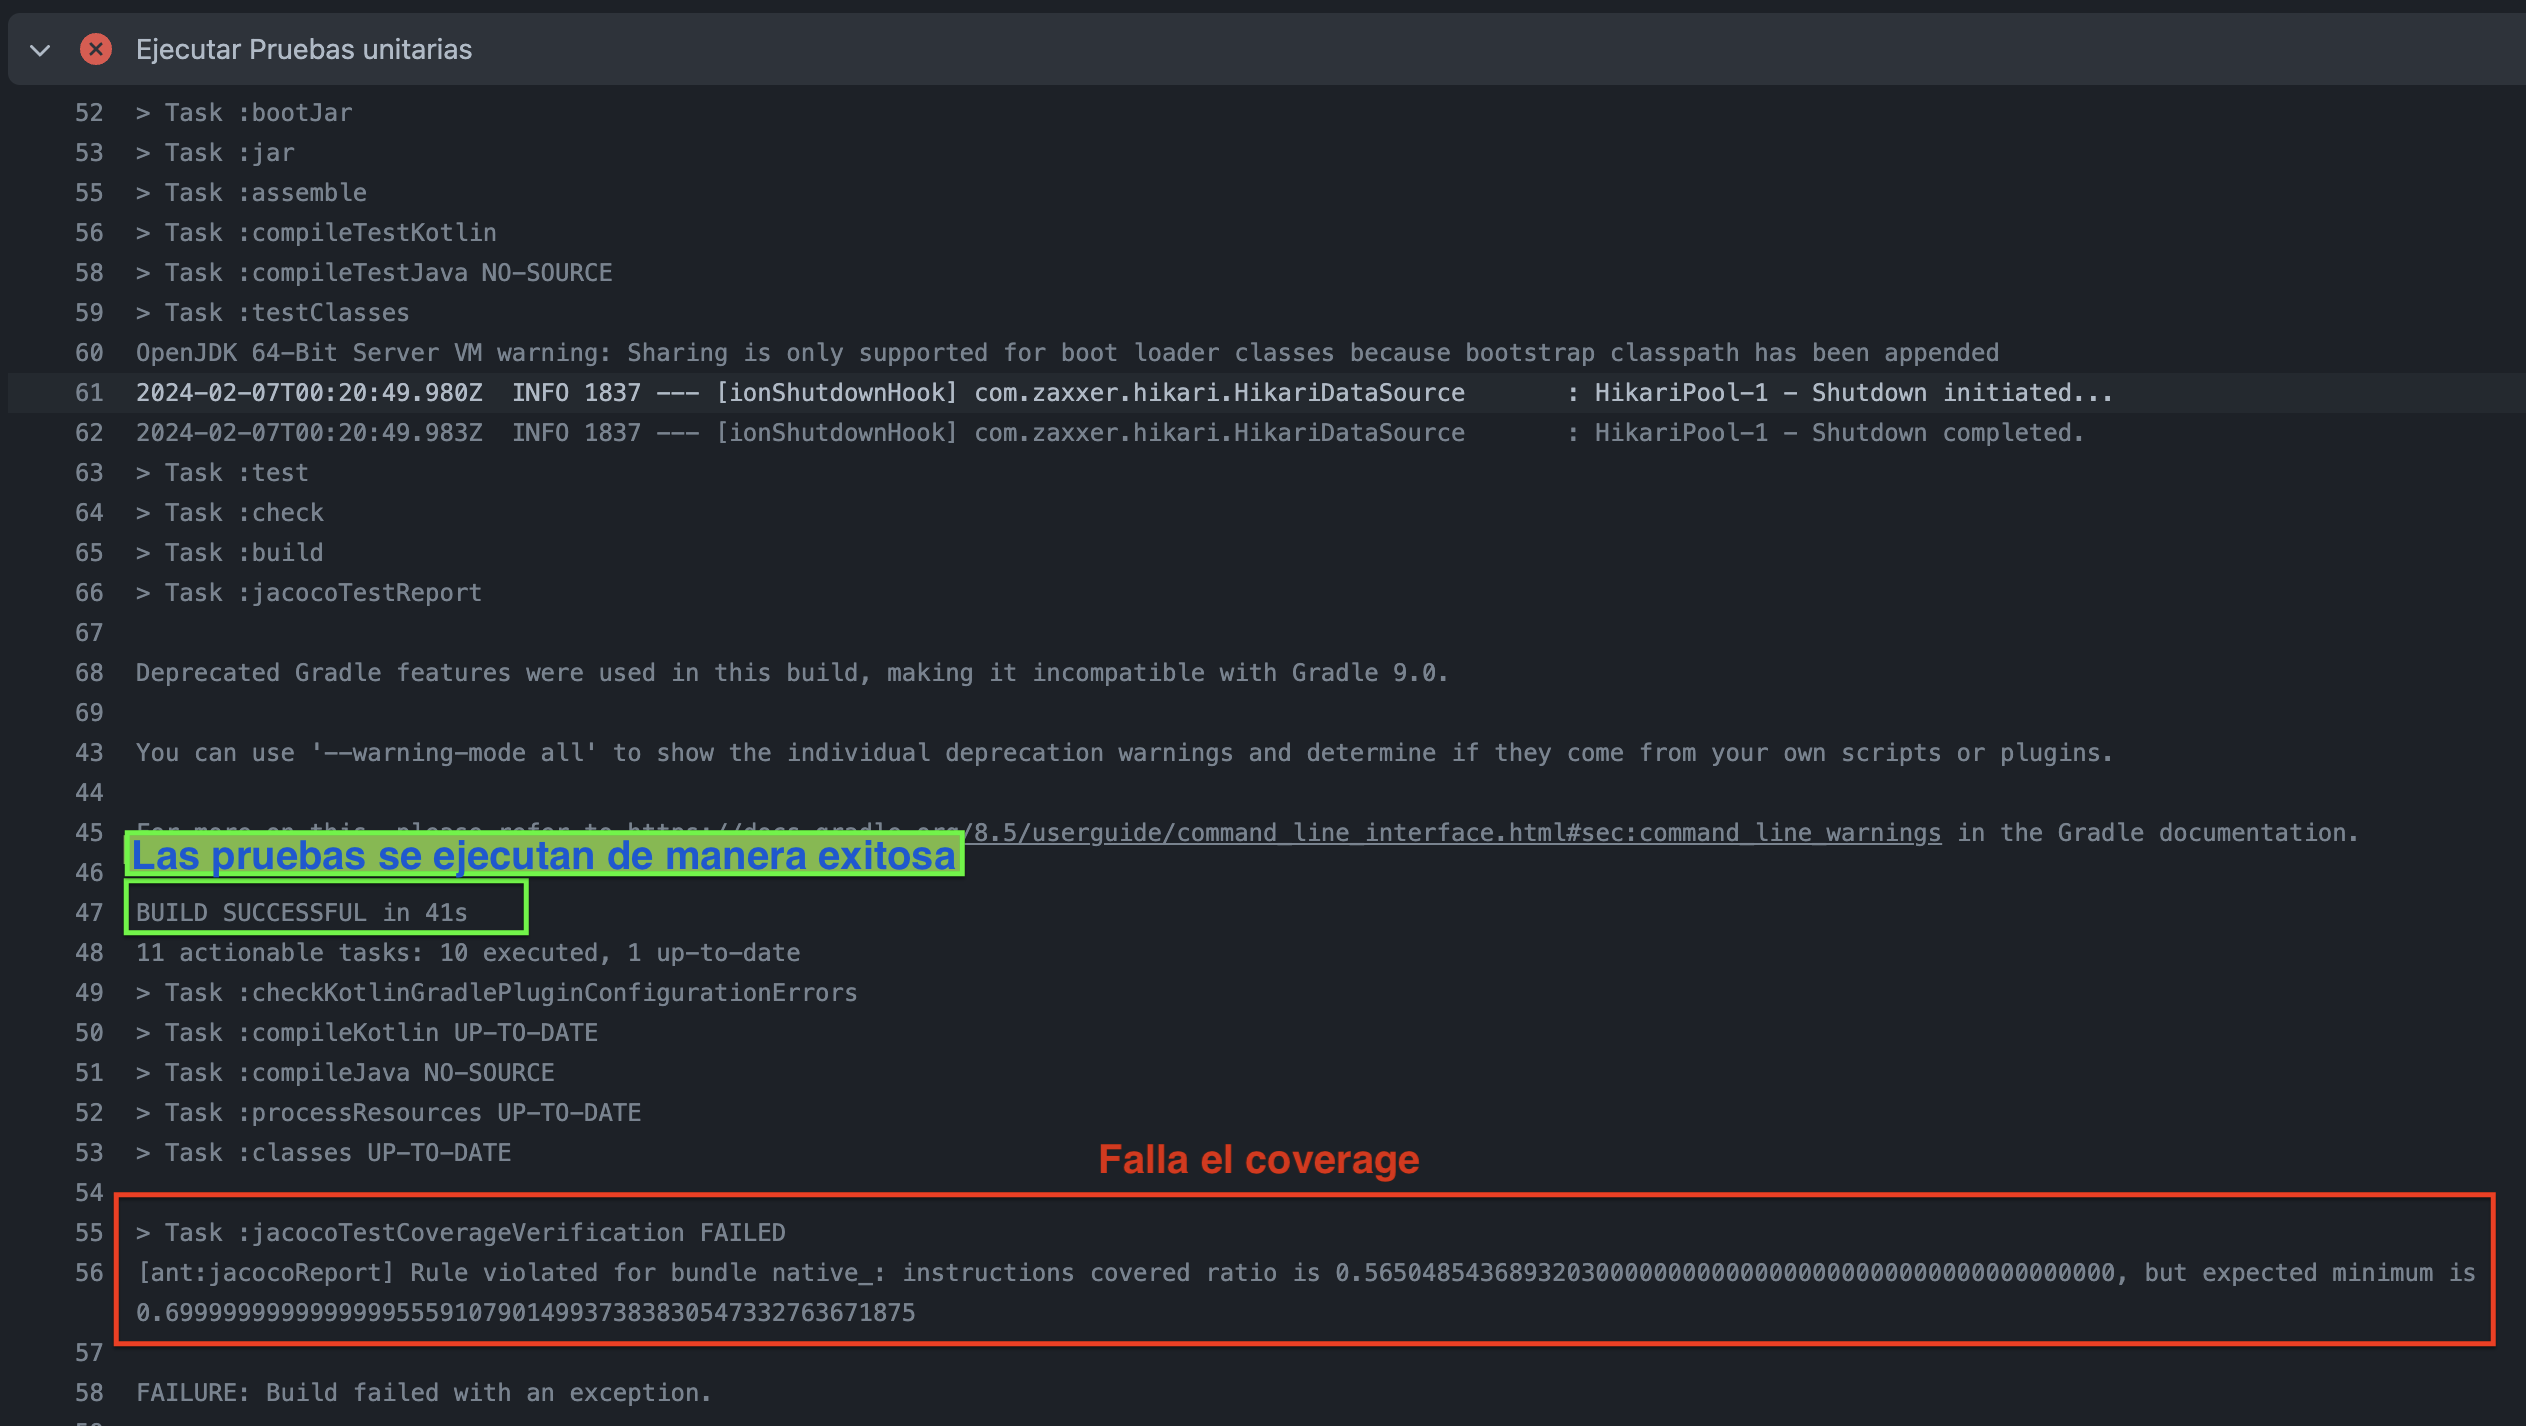 Ejecutar Pruebas unitarias
52 > Task :bootJar
53 > Task :jar
55 > Task :assemble
56 > Task :compileTestKotlin
58 > Task :compileTestJava NO-SOURCE
59 > Task :testClasses
60 OpenJDK 64-Bit Server VM warning: Sharing is only supported for boot loader classes because bootstrap classpath has been appended
61 2024-02-07T00:20:49.980Z  INFO 1837 --- [ionShutdownHook] com.zaxxer.hikari.HikariDataSource       : HikariPool-1 - Shutdown initiated...
62 2024-02-07T00:20:49.983Z  INFO 1837 --- [ionShutdownHook] com.zaxxer.hikari.HikariDataSource       : HikariPool-1 - Shutdown completed.
63 > Task :test
64 > Task :check
65 > Task :build
66 > Task :jacocoTestReport
67
68 Deprecated Gradle features were used in this build, making it incompatible with Gradle 9.0.
69
43 You can use '--warning-mode all' to show the individual deprecation warnings and determine if they come from your own scripts or plugins.
44
45 For more on this, please refer to https://docs.gradle.org/8.5/userguide/command_line_interface.html#sec:command_line_warnings in the Gradle documentation.
Las pruebas se ejecutan de manera exitosa
46
47 BUILD SUCCESSFUL in 41s
48 11 actionable tasks: 10 executed, 1 up-to-date
49 > Task :checkKotlinGradlePluginConfigurationErrors
50 > Task :compileKotlin UP-TO-DATE
51 > Task :compileJava NO-SOURCE
52 > Task :processResources UP-TO-DATE
53 > Task :classes UP-TO-DATE
Falla el coverage
54
55 > Task :jacocoTestCoverageVerification FAILED
56 [ant:jacocoReport] Rule violated for bundle native_: instructions covered ratio is 0.565048543689320300000000000000000000000000000000000000, but expected minimum is
0.6999999999999999555910790149937383830547332763671875
57
58 FAILURE: Build failed with an exception.